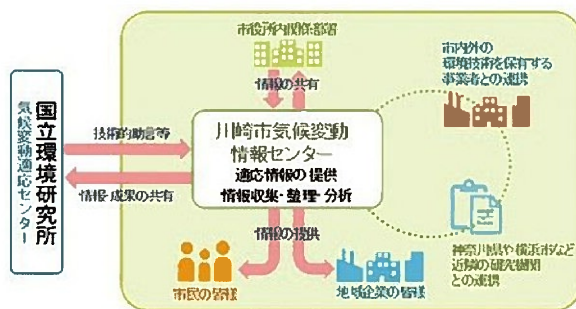 市役所内関係部署
情報の共有
市内外の
環境技術を保有する
事業者との連携
国立環境研究所
気候変動適応センター
技術的助言等
情報・成果の共有
川崎市気候変動
情報センター
適応情報の提供
情報収集・整理・分析
情報の提供
市民の皆様
地域企業の皆様
神奈川県や横浜市など
近隣の研究機関
との連携